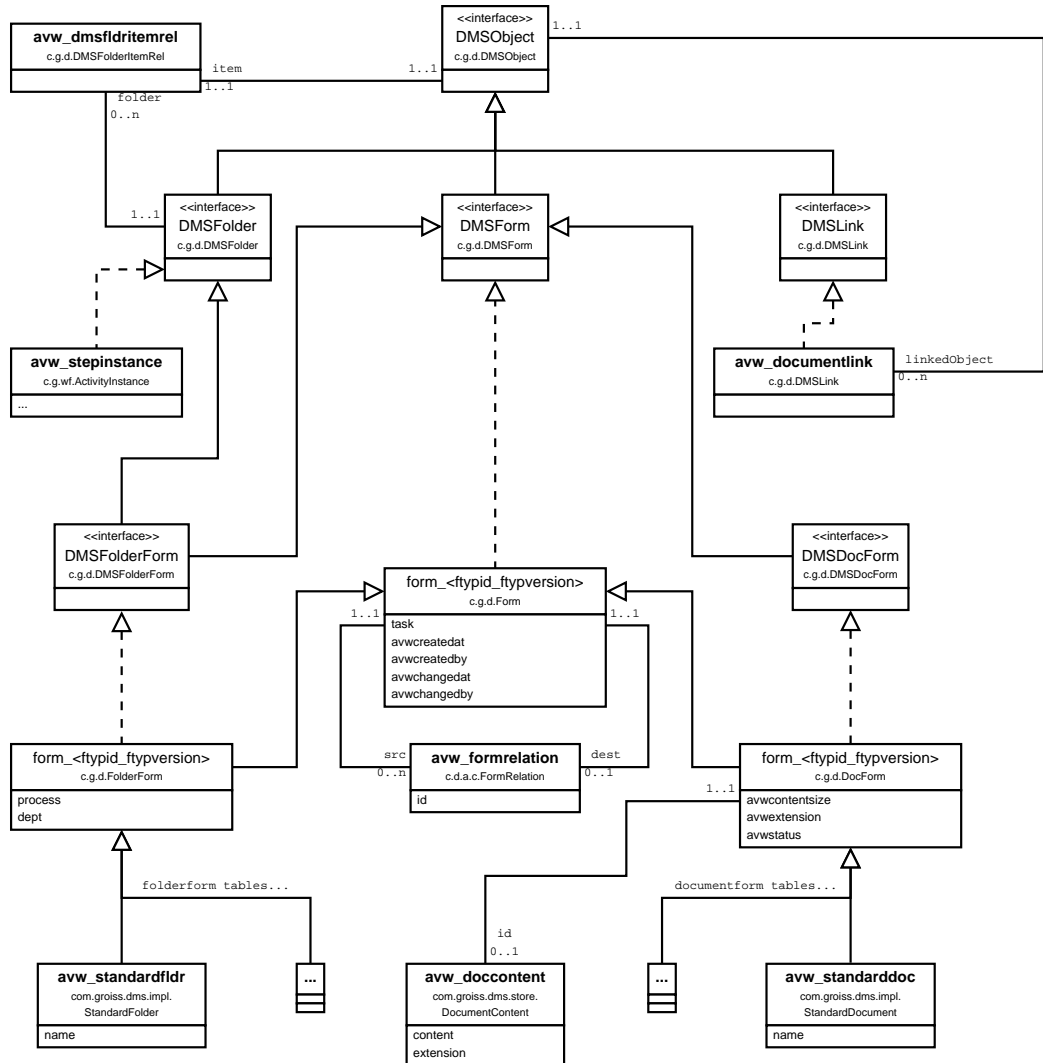 <<interface>>
DMSObject
c.g.d.DMSObject
1..1
avw_dmsfldritemrel
c.g.d.DMSFolderItemRel
item
1..1
1..1
folder
0..n
<<interface>>
DMSFolder
c.g.d.DMSFolder
1..1
<<interface>>
DMSForm
c.g.d.DMSForm
<<interface>>
DMSLink
c.g.d.DMSLink
avw_stepinstance
c.g.wf.ActivityInstance
...
avw_documentlink
c.g.d.DMSLink
linkedObject
0..n
<<interface>>
DMSFolderForm
c.g.d.DMSFolderForm
<<interface>>
DMSDocForm
c.g.d.DMSDocForm
form_<ftypid_ftypversion>
c.g.d.Form
1..1
1..1
task
avwcreatedat
avwcreatedby
avwchangedat
avwchangedby
form_<ftypid_ftypversion>
c.g.d.FolderForm
process
dept
src
0..n
avw_formrelation
c.d.a.c.FormRelation
id
dest
0..1
form_<ftypid_ftypversion>
c.g.d.DocForm
1..1
avwcontentsize
avwextension
avwstatus
folderform tables...
documentform tables...
id
0..1
avw_standardfldr
com.groiss.dms.impl.
StandardFolder
name
...
avw_doccontent
com.groiss.dms.store.
DocumentContent
content
extension
...
avw_standarddoc
com.groiss.dms.impl.
StandardDocument
name